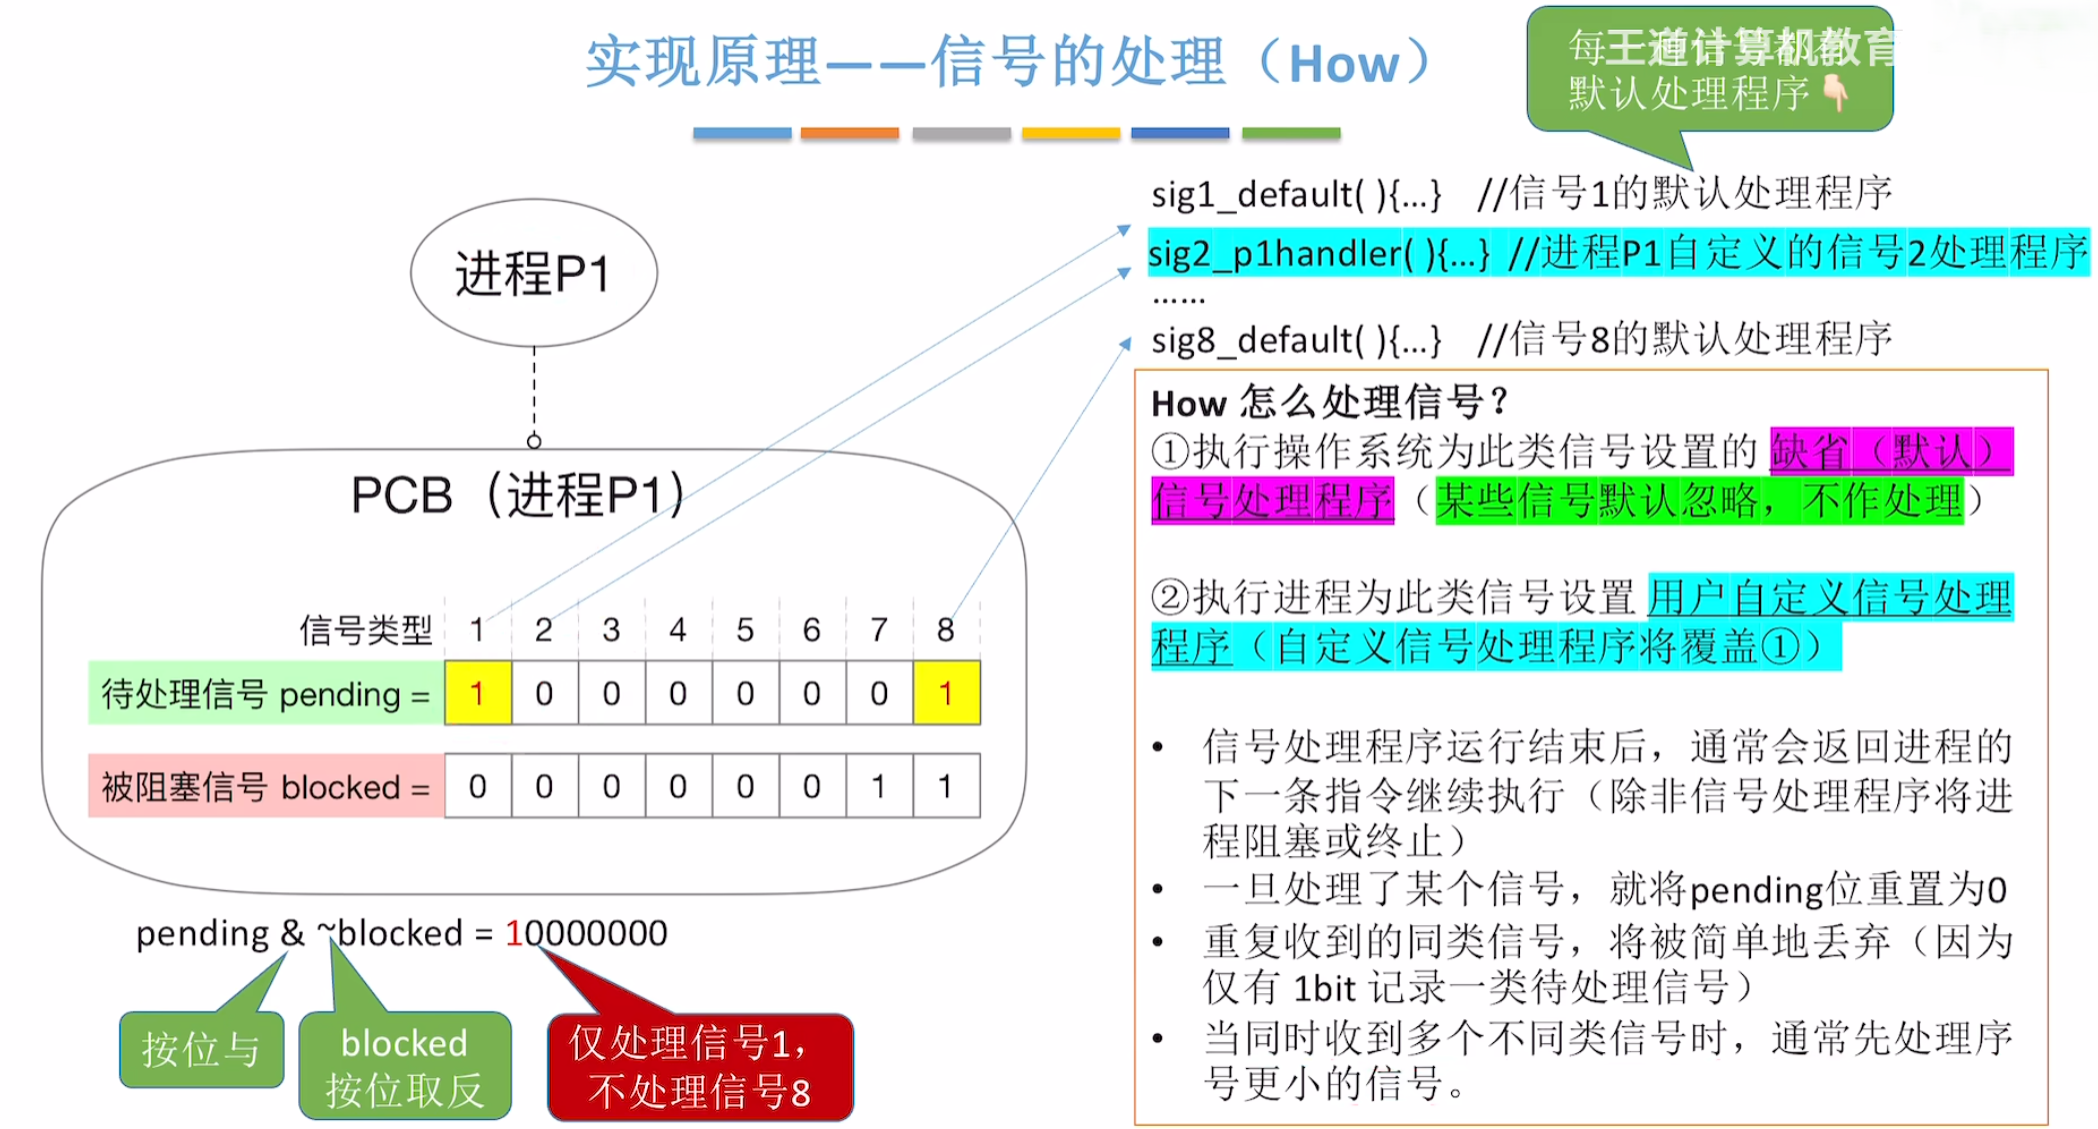 实现原理——信号的处理（How）
王道计算机教育
默认处理程序👇🏻
sig1_default( ){...} //信号1的默认处理程序
sig2_p1handler( ){...} //进程P1自定义的信号2处理程序
......
sig8_default( ){...} //信号8的默认处理程序
进程P1
PCB（进程P1）
信号类型 1 2 3 4 5 6 7 8
待处理信号 pending = 1 0 0 0 0 0 0 1
被阻塞信号 blocked = 0 0 0 0 0 0 1 1
pending & ~blocked = 10000000
按位与
blocked
按位取反
仅处理信号1，
不处理信号8
How 怎么处理信号？
①执行操作系统为此类信号设置的 缺省（默认）
信号处理程序（某些信号默认忽略，不作处理）
②执行进程为此类信号设置 用户自定义信号处理
程序（自定义信号处理程序将覆盖①）
• 信号处理程序运行结束后，通常会返回进程的
下一条指令继续执行（除非信号处理程序将进
程阻塞或终止）
• 一旦处理了某个信号，就将pending位重置为0
• 重复收到的同类信号，将被简单地丢弃（因为
仅有 1bit 记录一类待处理信号）
• 当同时收到多个不同类信号时，通常先处理序
号更小的信号。